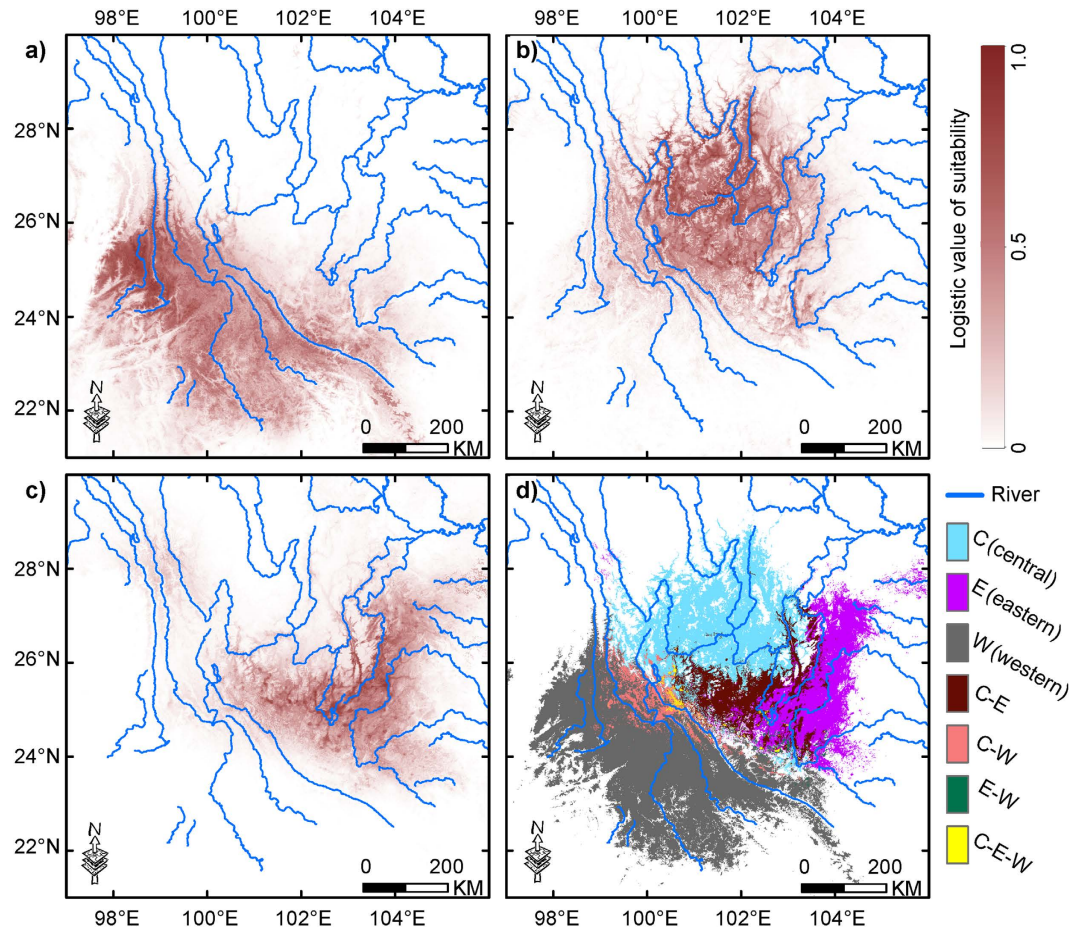 98°E 100°E 102°E 104°E 98°E 100°E 102°E 104°E
a) b)
28°N
26°N
24°N
22°N
N 0 200 KM
N 0 200 KM
1.0
0.5
0
Logistic value of suitability
c) d)
28°N
26°N
24°N
22°N
N 0 200 KM
N 0 200 KM
98°E 100°E 102°E 104°E 98°E 100°E 102°E 104°E
River
C (central)
E (eastern)
W (western)
C-E
C-W
E-W
C-E-W